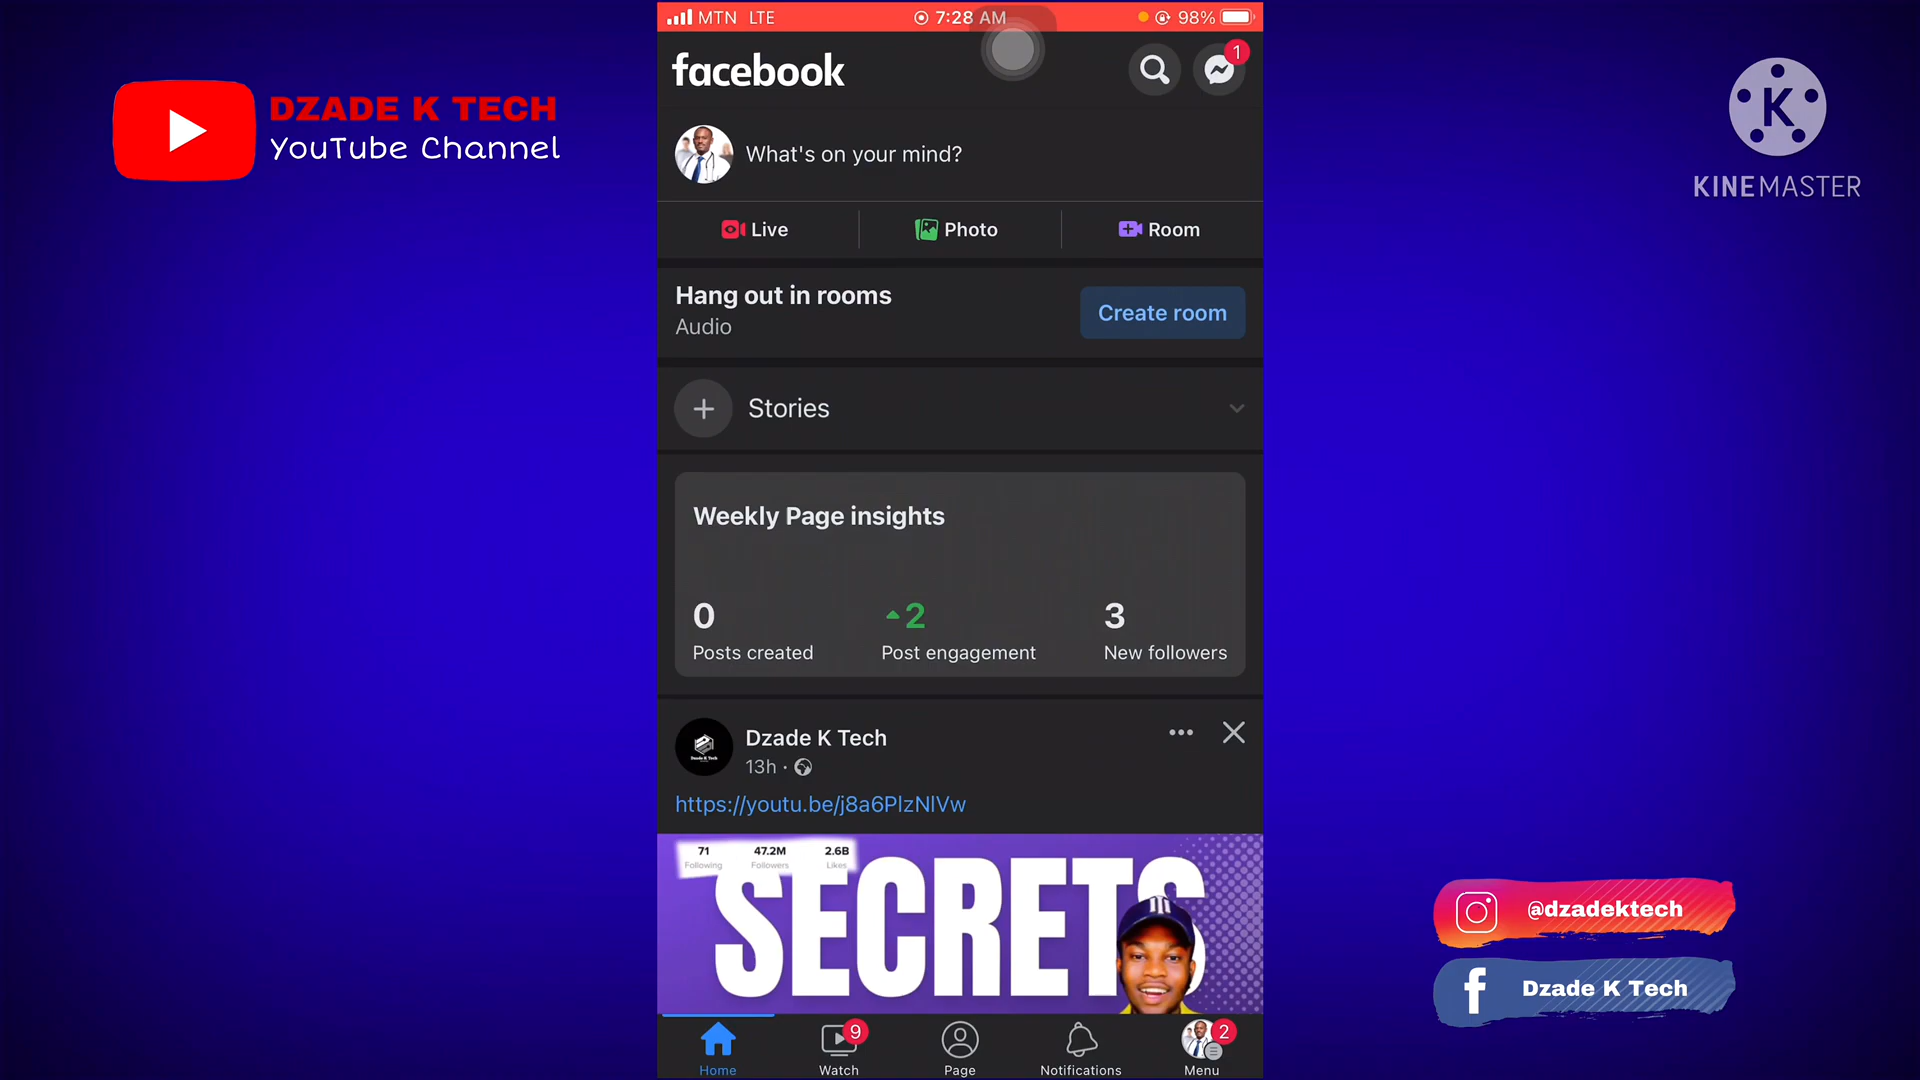 MTN LTE 7:28 AM 98%
facebook 1
DZADE K TECH
YouTube Channel
K
KINEMASTER
What's on your mind?
Live Photo Room
Hang out in rooms
Audio
Create room
Stories
Weekly Page insights
0 2 3
Posts created Post engagement New followers
Dzade K Tech
13h ·
https://youtu.be/j8a6PlzNlVw
71 47.2M 2.6B
Following Followers Likes
SECRETS
@dzadektech
Dzade K Tech
9 2
Home Watch Page Notifications Menu